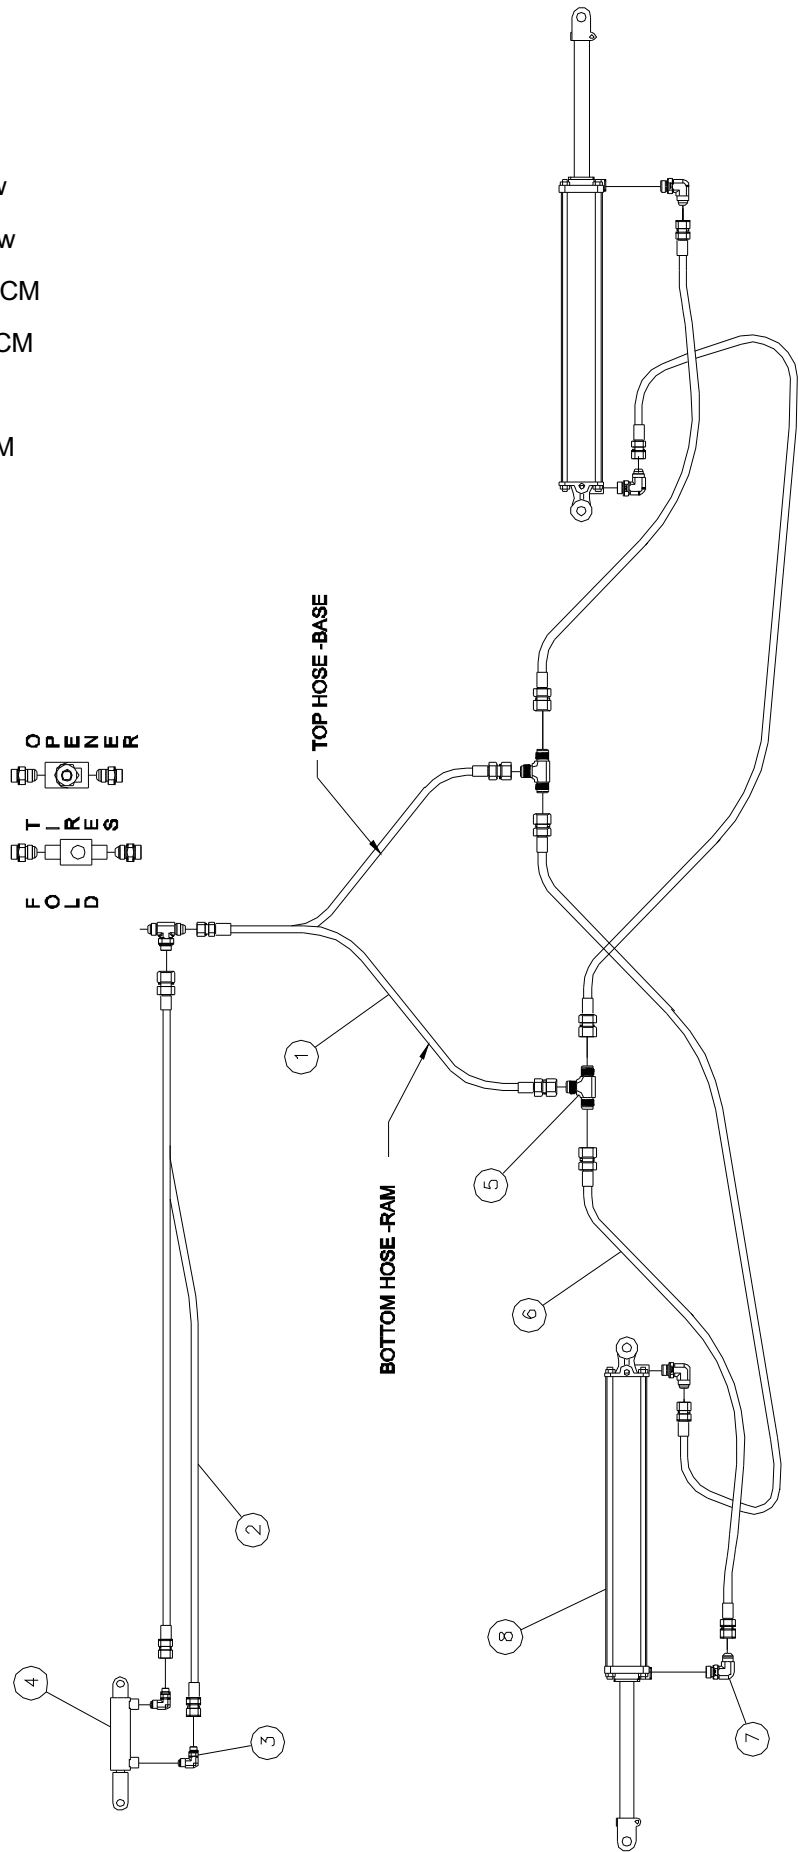 w
w
CM
CM
M
OPENER
TIRES
FOLD
TOP HOSE -BASE
BOTTOM HOSE -RAM
1
2
3
4
5
6
7
8